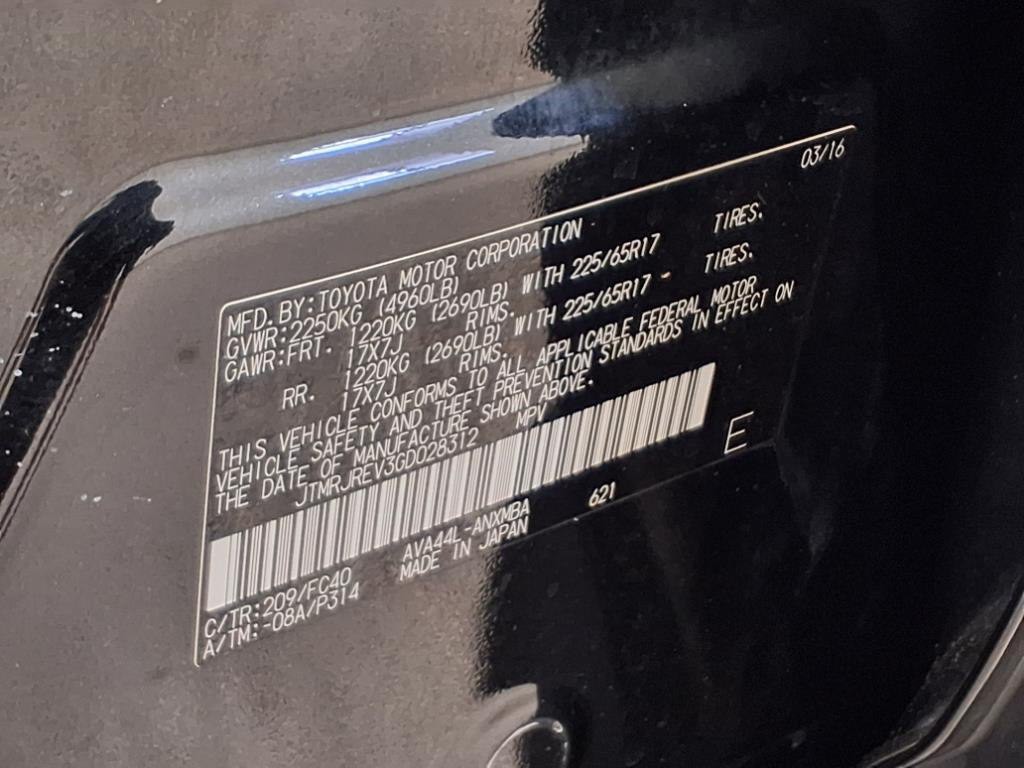 03/16
MFD. BY: TOYOTA MOTOR CORPORATION
GVWR: 2250KG (4960LB)
GAWR: FRT. 1220KG (2690LB) WITH 225/65R17 TIRES.
17X7J RIMS.
RR. 1220KG (2690LB) WITH 225/65R17 TIRES.
17X7J RIMS.
THIS VEHICLE CONFORMS TO ALL APPLICABLE FEDERAL MOTOR
VEHICLE SAFETY AND THEFT PREVENTION STANDARDS IN EFFECT ON
THE DATE OF MANUFACTURE SHOWN ABOVE.
JTMRJREV3GD028312 MPV
E
621
C/TR: 209/FC40 AVA44L-ANXMBA
A/TM: -08A/P314 MADE IN JAPAN